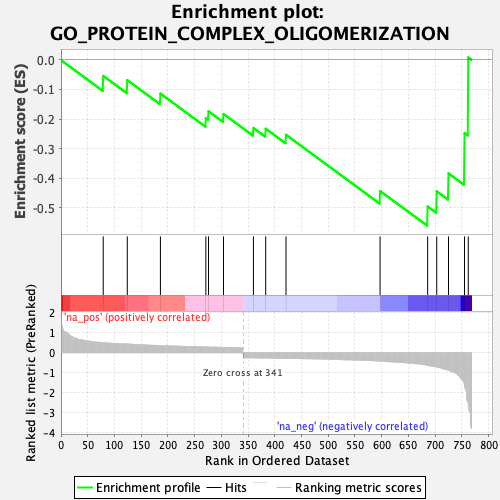 Enrichment plot:
GO_PROTEIN_COMPLEX_OLIGOMERIZATION
Enrichment score (ES)
0.0
-0.1
-0.2
-0.3
-0.4
-0.5
'na_pos' (positively correlated)
Ranked list metric (PreRanked)
2
1
0
-1
-2
-3
-4
Zero cross at 341
'na_neg' (negatively correlated)
0 50 100 150 200 250 300 350 400 450 500 550 600 650 700 750 800
Rank in Ordered Dataset
Enrichment profile Hits Ranking metric scores